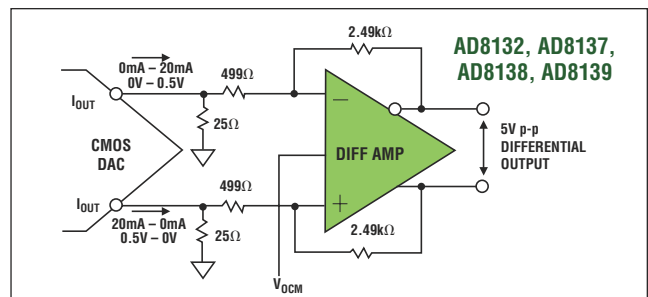 2.49kΩ
AD8132, AD8137,
AD8138, AD8139
0mA – 20mA
0V – 0.5V
499Ω
IOUT
25Ω
CMOS
DAC
–
DIFF AMP
+
5V p-p
DIFFERENTIAL
OUTPUT
499Ω
IOUT
20mA – 0mA
0.5V – 0V
25Ω
2.49kΩ
VOCM